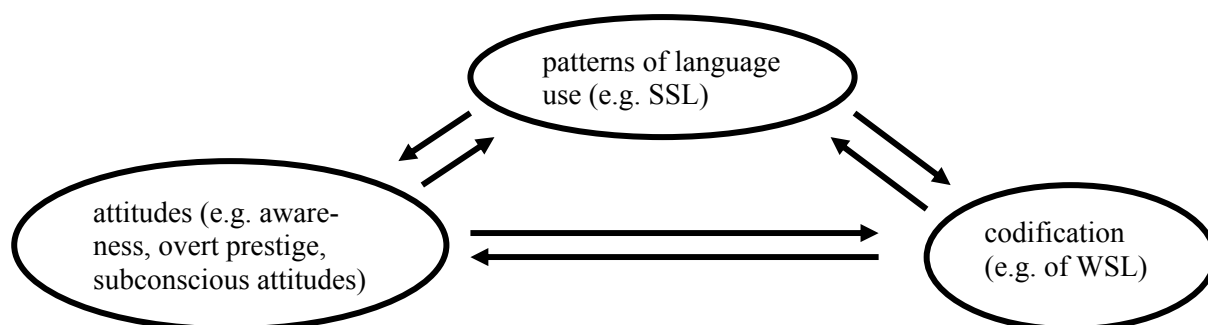 patterns of language
use (e.g. SSL)
attitudes (e.g. aware-
ness, overt prestige,
subconscious attitudes)
codification
(e.g. of WSL)